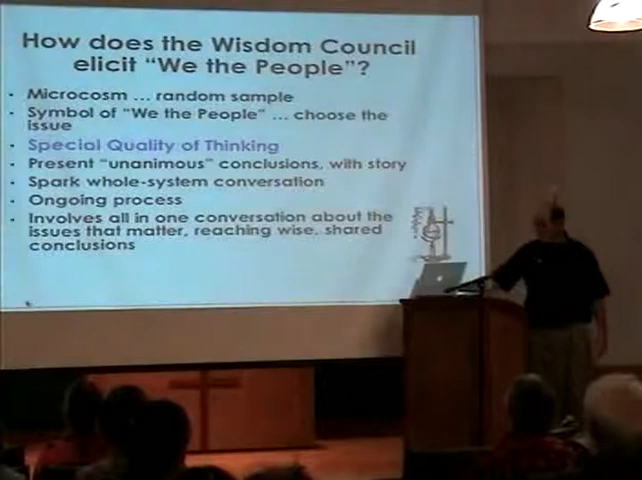 How does the Wisdom Council
elicit “We the People”?
• Microcosm ... random sample
• Symbol of “We the People” ... choose the
issue
• Special Quality of Thinking
• Present “unanimous” conclusions, with story
• Spark whole-system conversation
• Ongoing process
• Involves all in one conversation about the
issues that matter, reaching wise, shared
conclusions